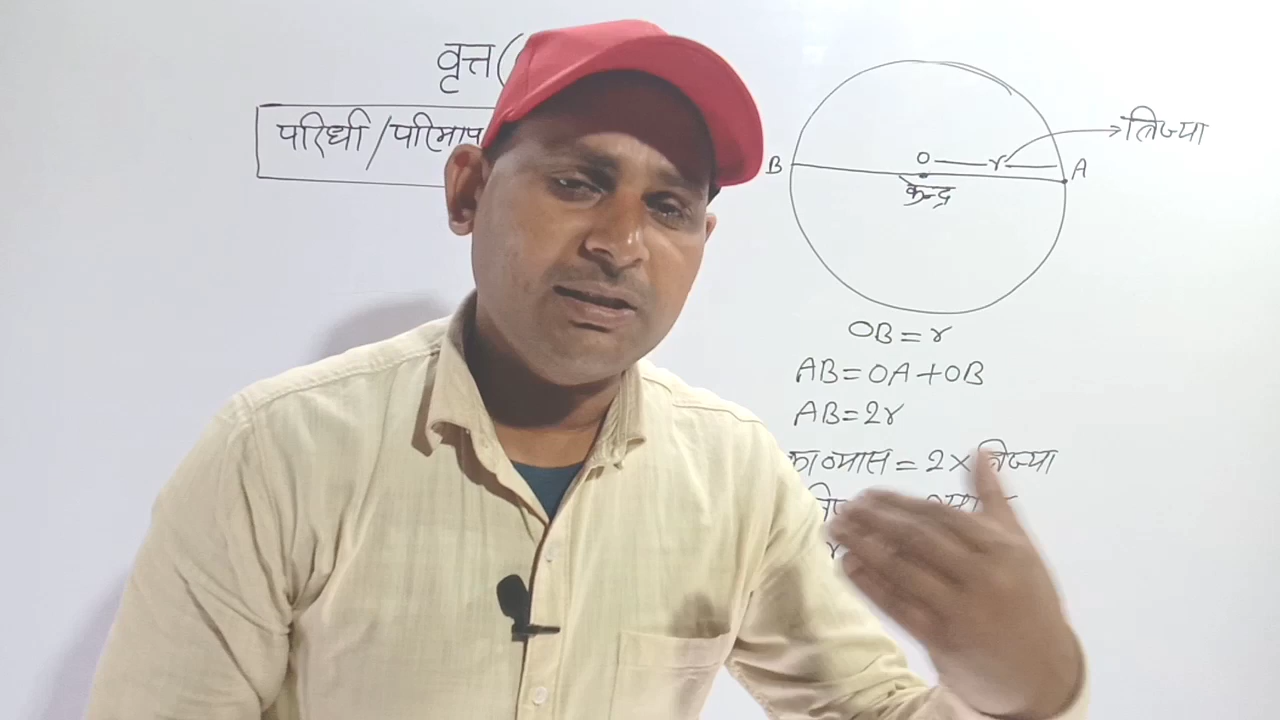 वृत्त (
परिधी / परिमाप
B
O
r
A
त्रिज्या
केन्द्र
OB = r
AB = OA + OB
AB = 2r
का व्यास = 2 × त्रिज्या